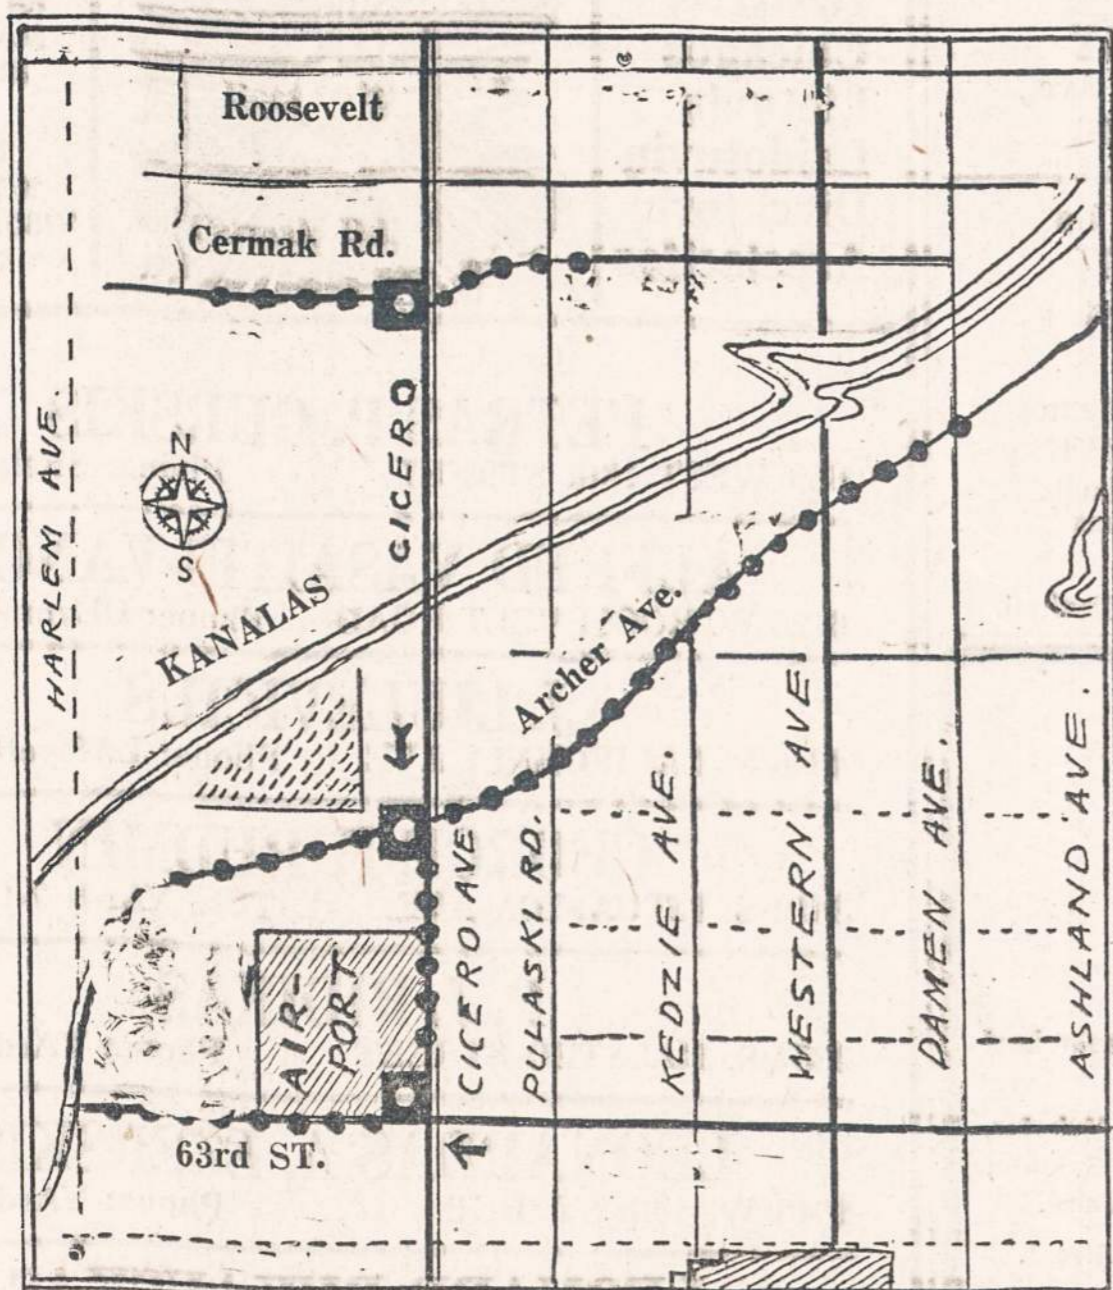 Roosevelt
Cermak Rd.
HARLEM AVE.
CICERO
N
S
KANALAS
Archer Ave.
AIR-
PORT
CICERO AVE
PULASKI RD.
KEDZIE AVE.
WESTERN AVE
DAMEN AVE.
ASHLAND AVE.
63rd ST.